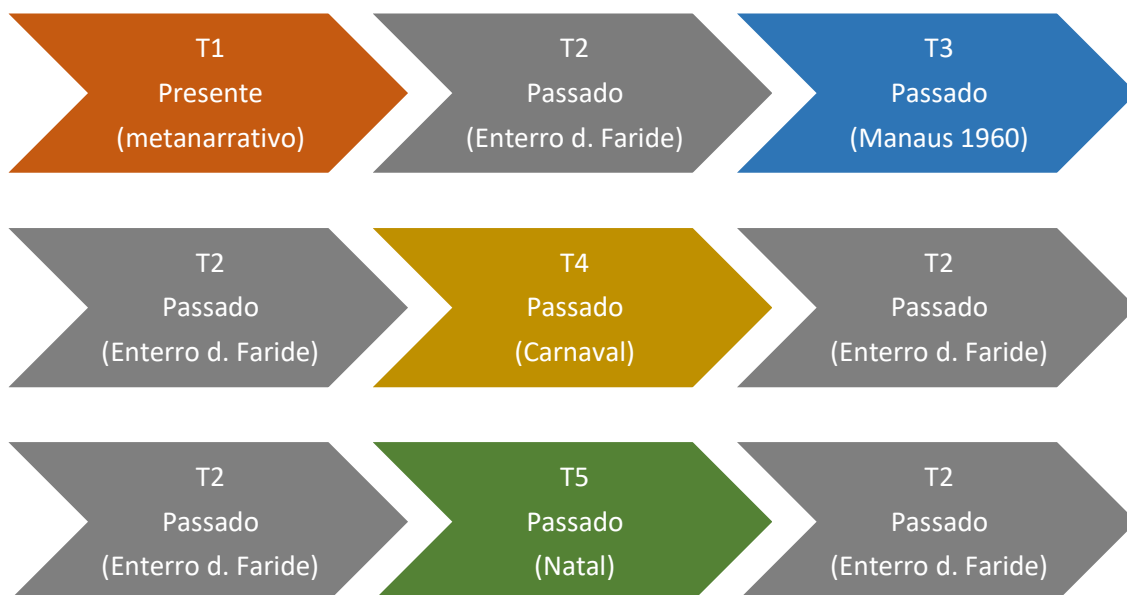 T1
Presente
(metanarrativo)
T2
Passado
(Enterro d. Faride)
T3
Passado
(Manaus 1960)
T2
Passado
(Enterro d. Faride)
T4
Passado
(Carnaval)
T2
Passado
(Enterro d. Faride)
T2
Passado
(Enterro d. Faride)
T5
Passado
(Natal)
T2
Passado
(Enterro d. Faride)